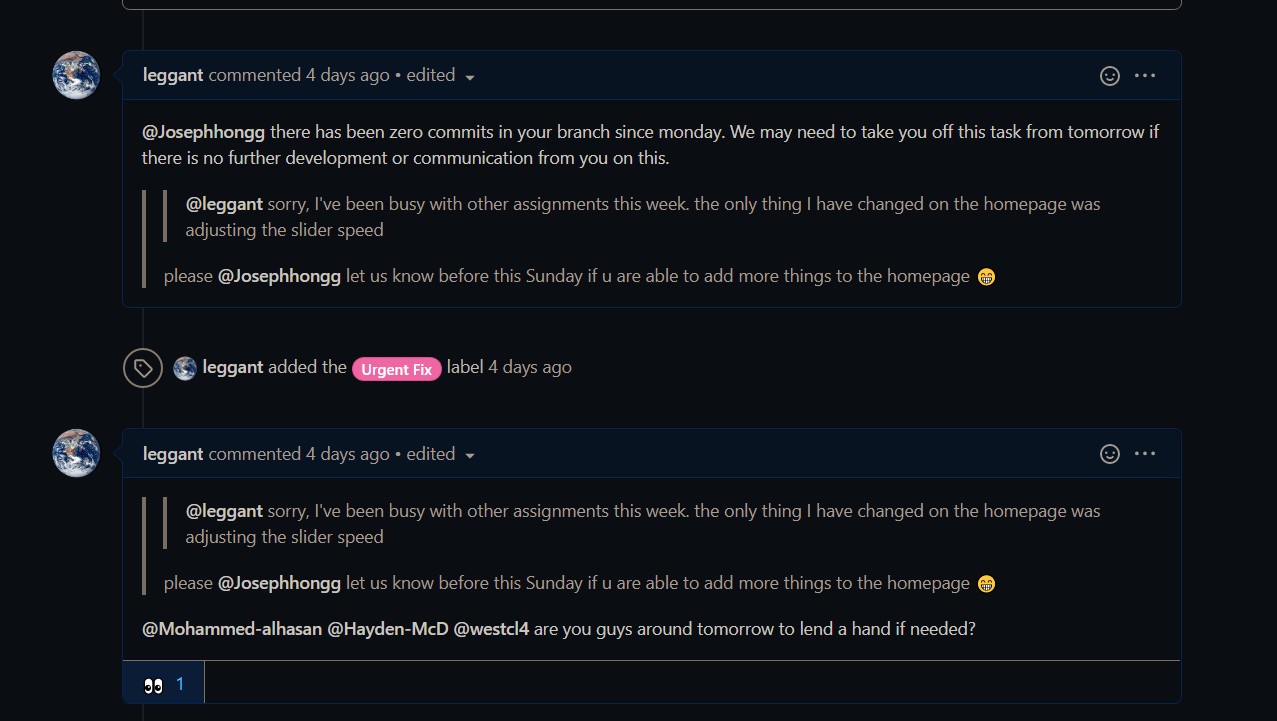 leggant commented 4 days ago • edited
@Josephhongg there has been zero commits in your branch since monday. We may need to take you off this task from tomorrow if
there is no further development or communication from you on this.
@leggant sorry, I've been busy with other assignments this week. the only thing I have changed on the homepage was
adjusting the slider speed
please @Josephhongg let us know before this Sunday if u are able to add more things to the homepage 😁
leggant added the Urgent Fix label 4 days ago
leggant commented 4 days ago • edited
@leggant sorry, I've been busy with other assignments this week. the only thing I have changed on the homepage was
adjusting the slider speed
please @Josephhongg let us know before this Sunday if u are able to add more things to the homepage 😁
@Mohammed-alhasan @Hayden-McD @westcl4 are you guys around tomorrow to lend a hand if needed?
👀 1